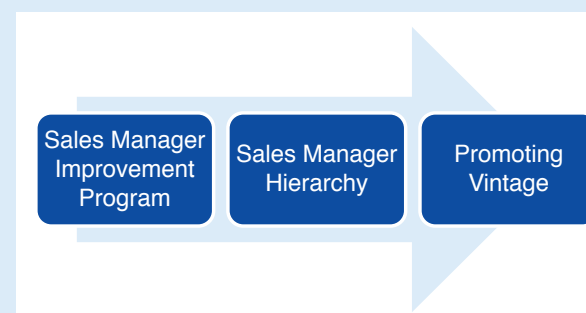 Sales Manager
Improvement
Program
Sales Manager
Hierarchy
Promoting
Vintage